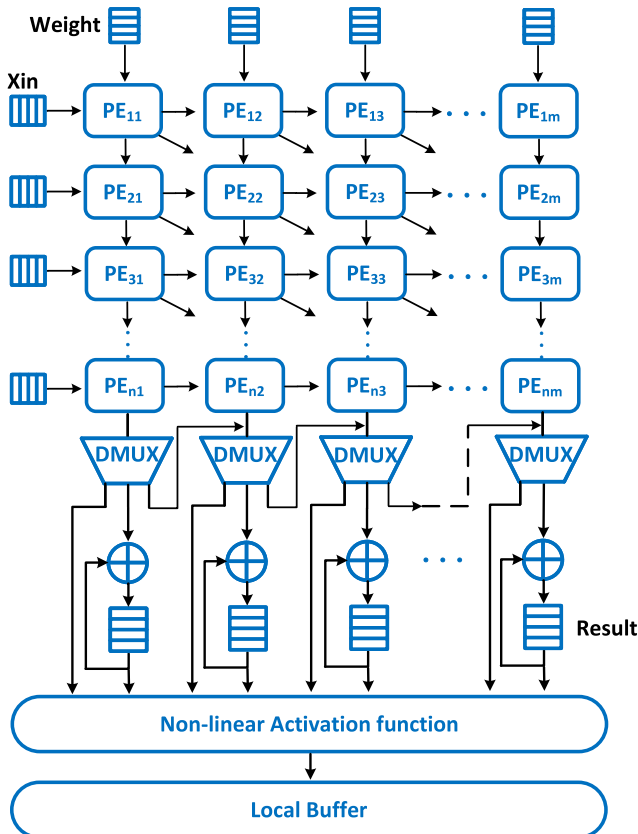 Weight
Xin
PE11 PE12 PE13 . . . PE1m
PE21 PE22 PE23 . . . PE2m
PE31 PE32 PE33 . . . PE3m
PEn1 PEn2 PEn3 . . . PEnm
DMUX DMUX DMUX DMUX
Result
Non-linear Activation function
Local Buffer